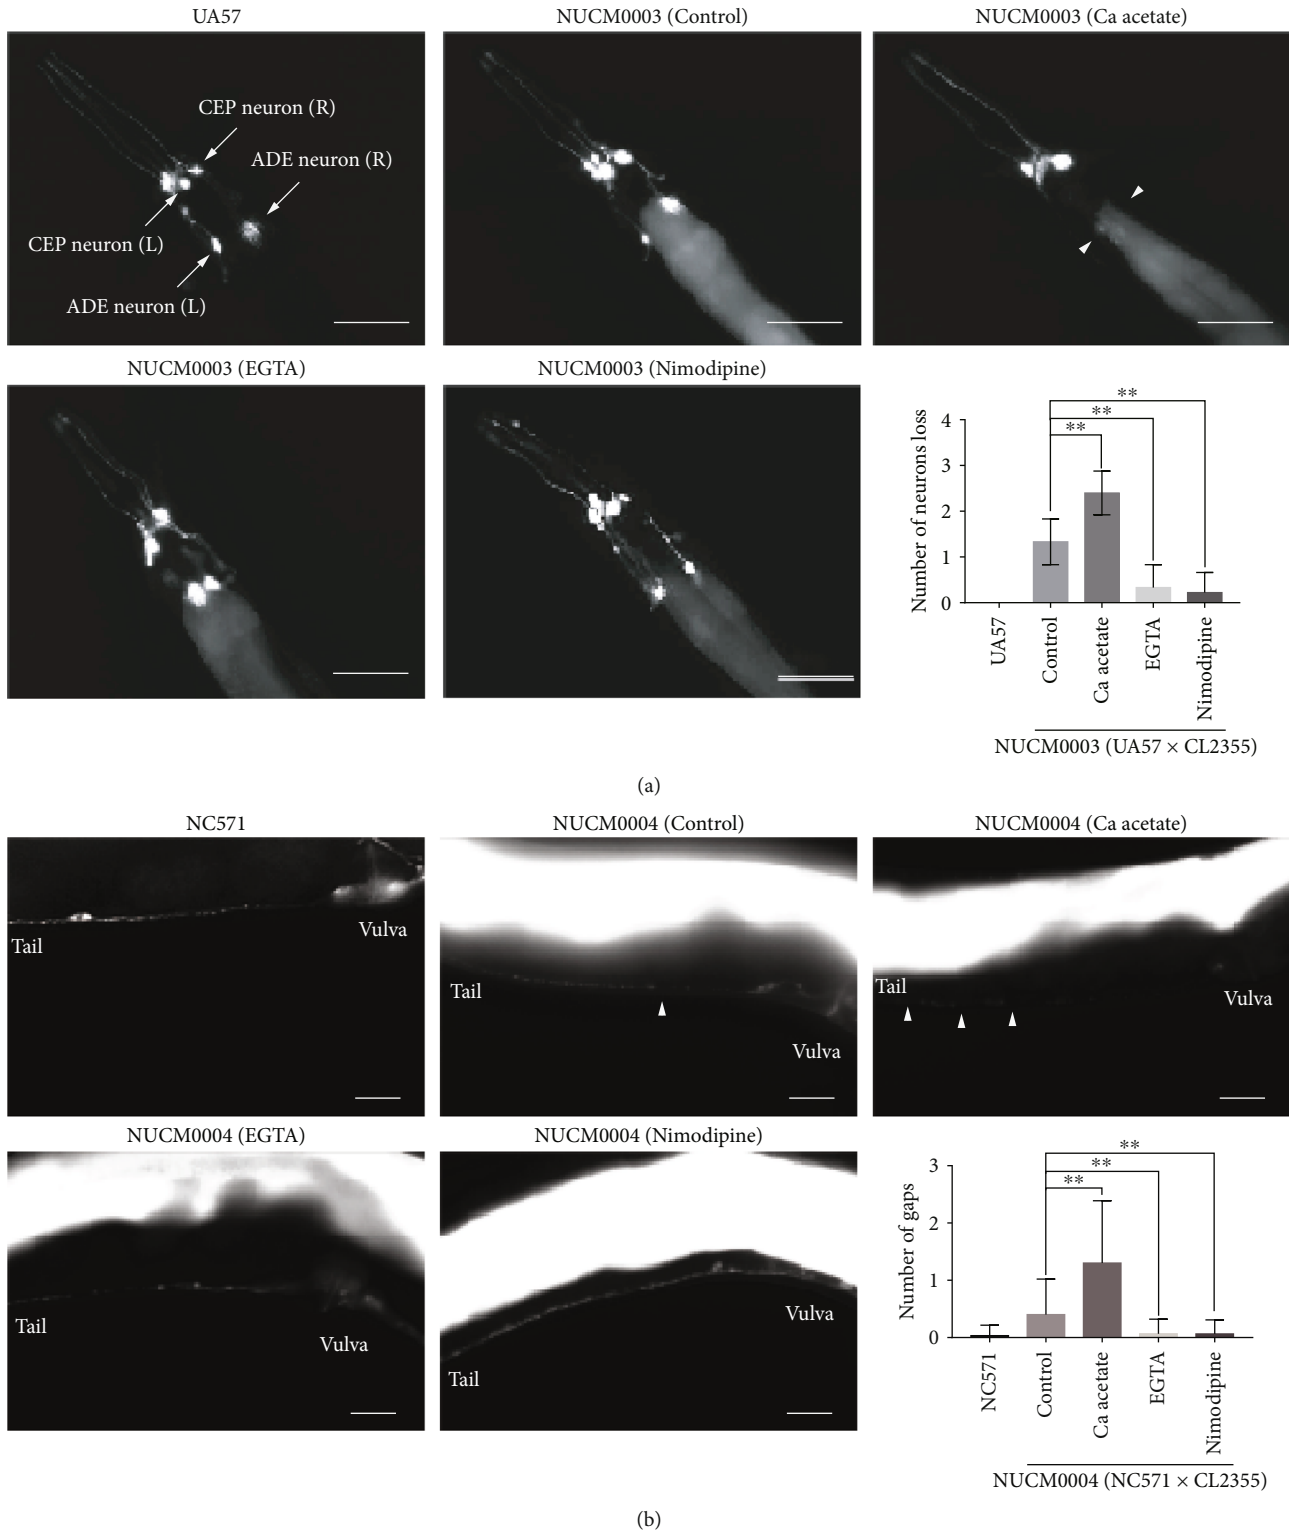 UA57
NUCM0003 (Control)
NUCM0003 (Ca acetate)
CEP neuron (R)
ADE neuron (R)
CEP neuron (L)
ADE neuron (L)
NUCM0003 (EGTA)
NUCM0003 (Nimodipine)
Number of neurons loss
4
3
2
1
0
**
**
**
UA57
Control
Ca acetate
EGTA
Nimodipine
NUCM0003 (UA57 × CL2355)
(a)
NC571
NUCM0004 (Control)
NUCM0004 (Ca acetate)
Tail
Vulva
Tail
Vulva
Tail
Vulva
NUCM0004 (EGTA)
NUCM0004 (Nimodipine)
Tail
Vulva
Tail
Vulva
Number of gaps
3
2
1
0
**
**
**
NC571
Control
Ca acetate
EGTA
Nimodipine
NUCM0004 (NC571 × CL2355)
(b)